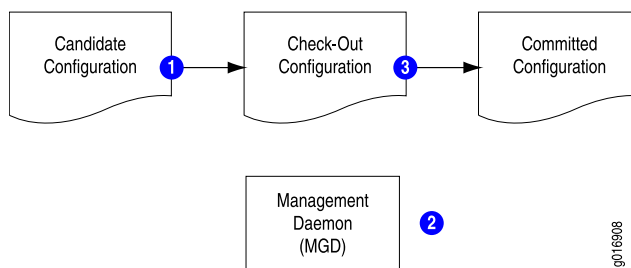 Candidate
Configuration
1
Check-Out
Configuration
3
Committed
Configuration
Management
Daemon
(MGD)
2
g016908